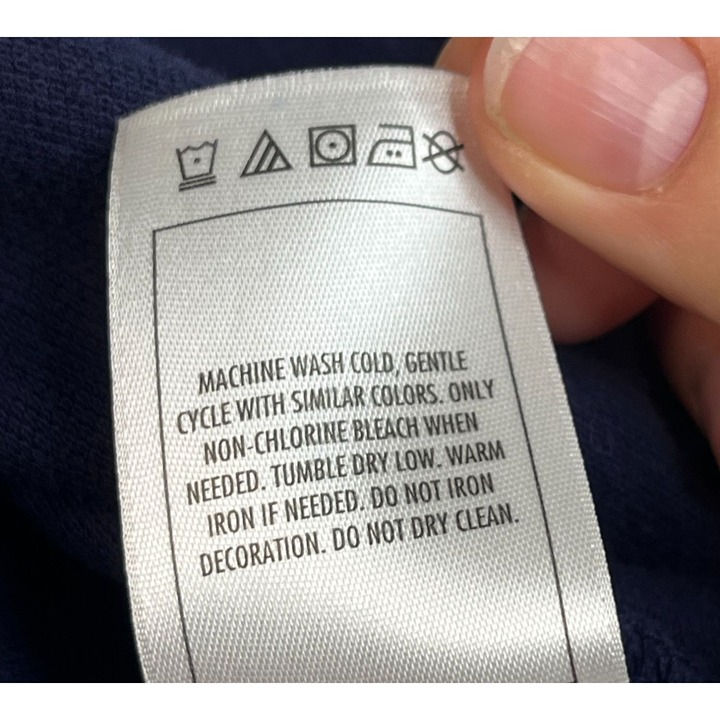 MACHINE WASH COLD, GENTLE
CYCLE WITH SIMILAR COLORS. ONLY
NON-CHLORINE BLEACH WHEN
NEEDED. TUMBLE DRY LOW. WARM
IRON IF NEEDED. DO NOT IRON
DECORATION. DO NOT DRY CLEAN.